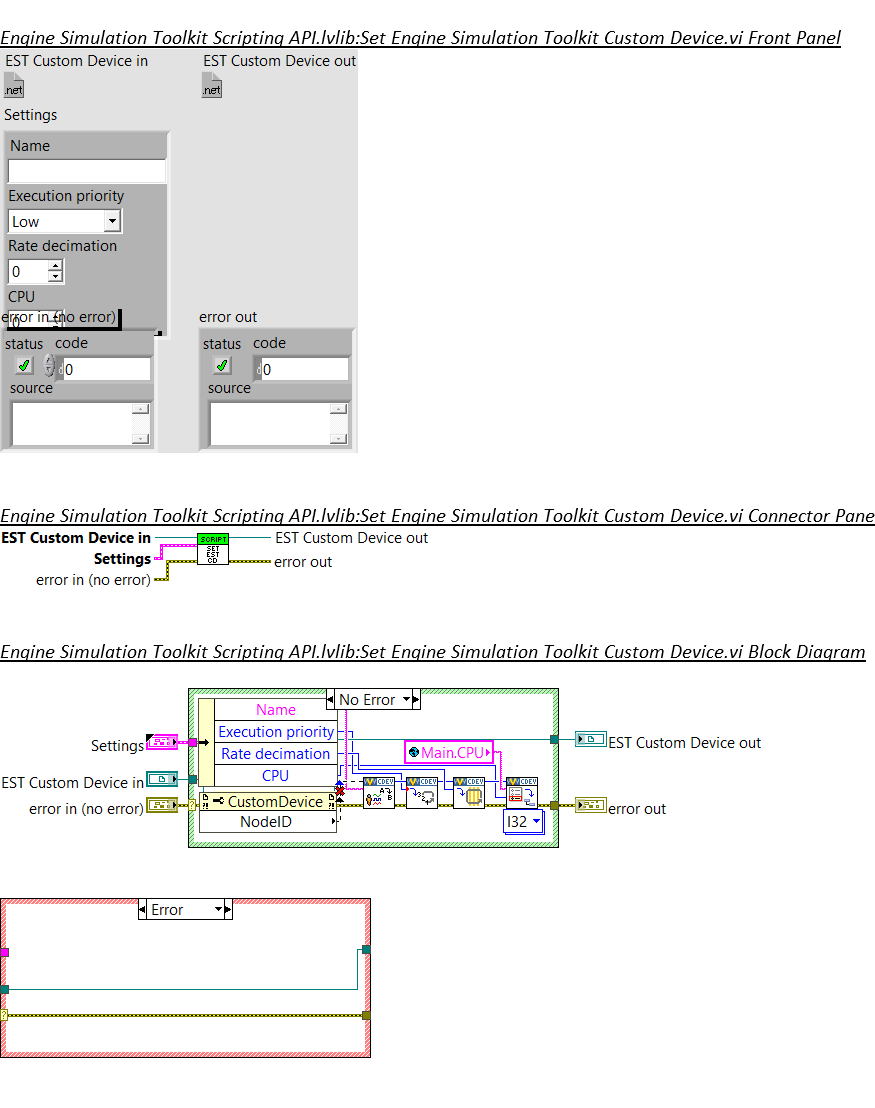 Engine Simulation Toolkit Scripting API.lvlib:Set Engine Simulation Toolkit Custom Device.vi Front Panel
EST Custom Device in
EST Custom Device out
.net
.net
Settings
Name
Execution priority
Low
Rate decimation
0
CPU
0
error in (no error)
error out
status code
status code
d 0
d 0
source
source
Engine Simulation Toolkit Scripting API.lvlib:Set Engine Simulation Toolkit Custom Device.vi Connector Pane
EST Custom Device in
EST Custom Device out
Settings
error out
error in (no error)
SCRIPT
SET
EST
CD
Engine Simulation Toolkit Scripting API.lvlib:Set Engine Simulation Toolkit Custom Device.vi Block Diagram
No Error
Name
Execution priority
Rate decimation
CPU
Settings
EST Custom Device in
error in (no error)
CustomDevice
NodeID
Main.CPU
CDEV
CDEV
CDEV
CDEV
I32
EST Custom Device out
error out
Error